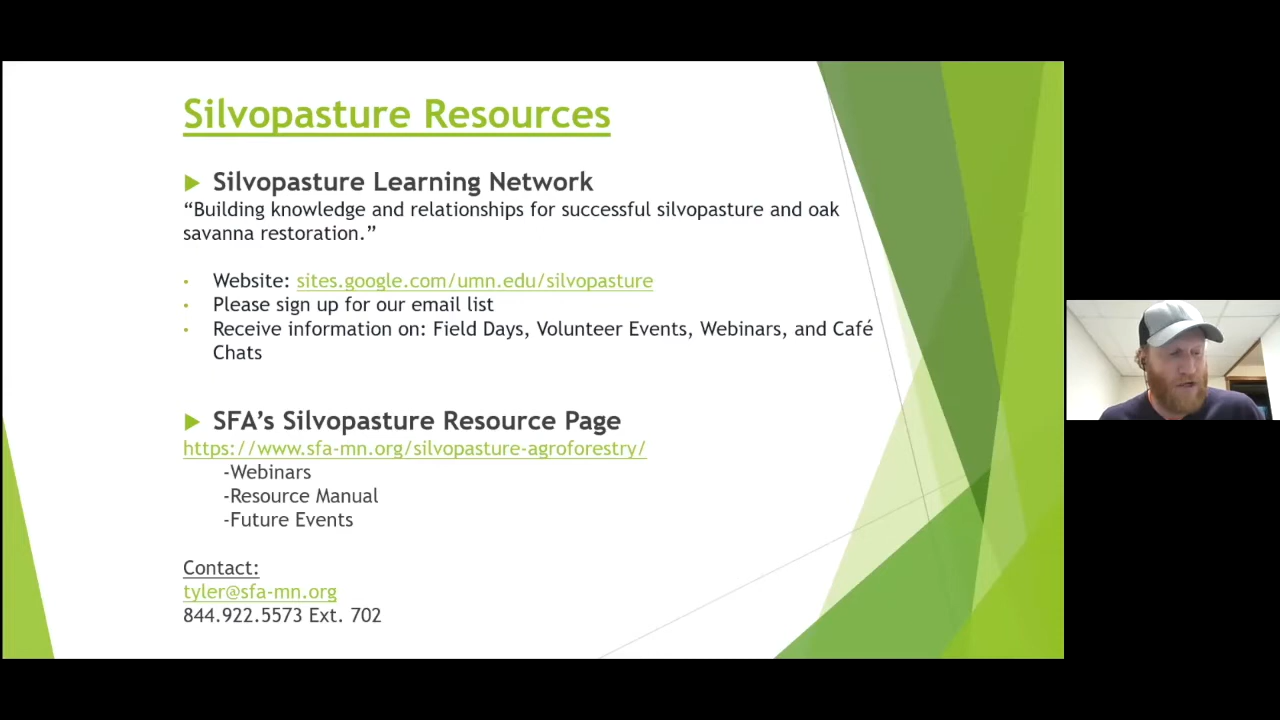 Silvopasture Resources
Silvopasture Learning Network
“Building knowledge and relationships for successful silvopasture and oak
savanna restoration.”
• Website: sites.google.com/umn.edu/silvopasture
• Please sign up for our email list
• Receive information on: Field Days, Volunteer Events, Webinars, and Café
Chats
SFA’s Silvopasture Resource Page
https://www.sfa-mn.org/silvopasture-agroforestry/
-Webinars
-Resource Manual
-Future Events
Contact:
tyler@sfa-mn.org
844.922.5573 Ext. 702